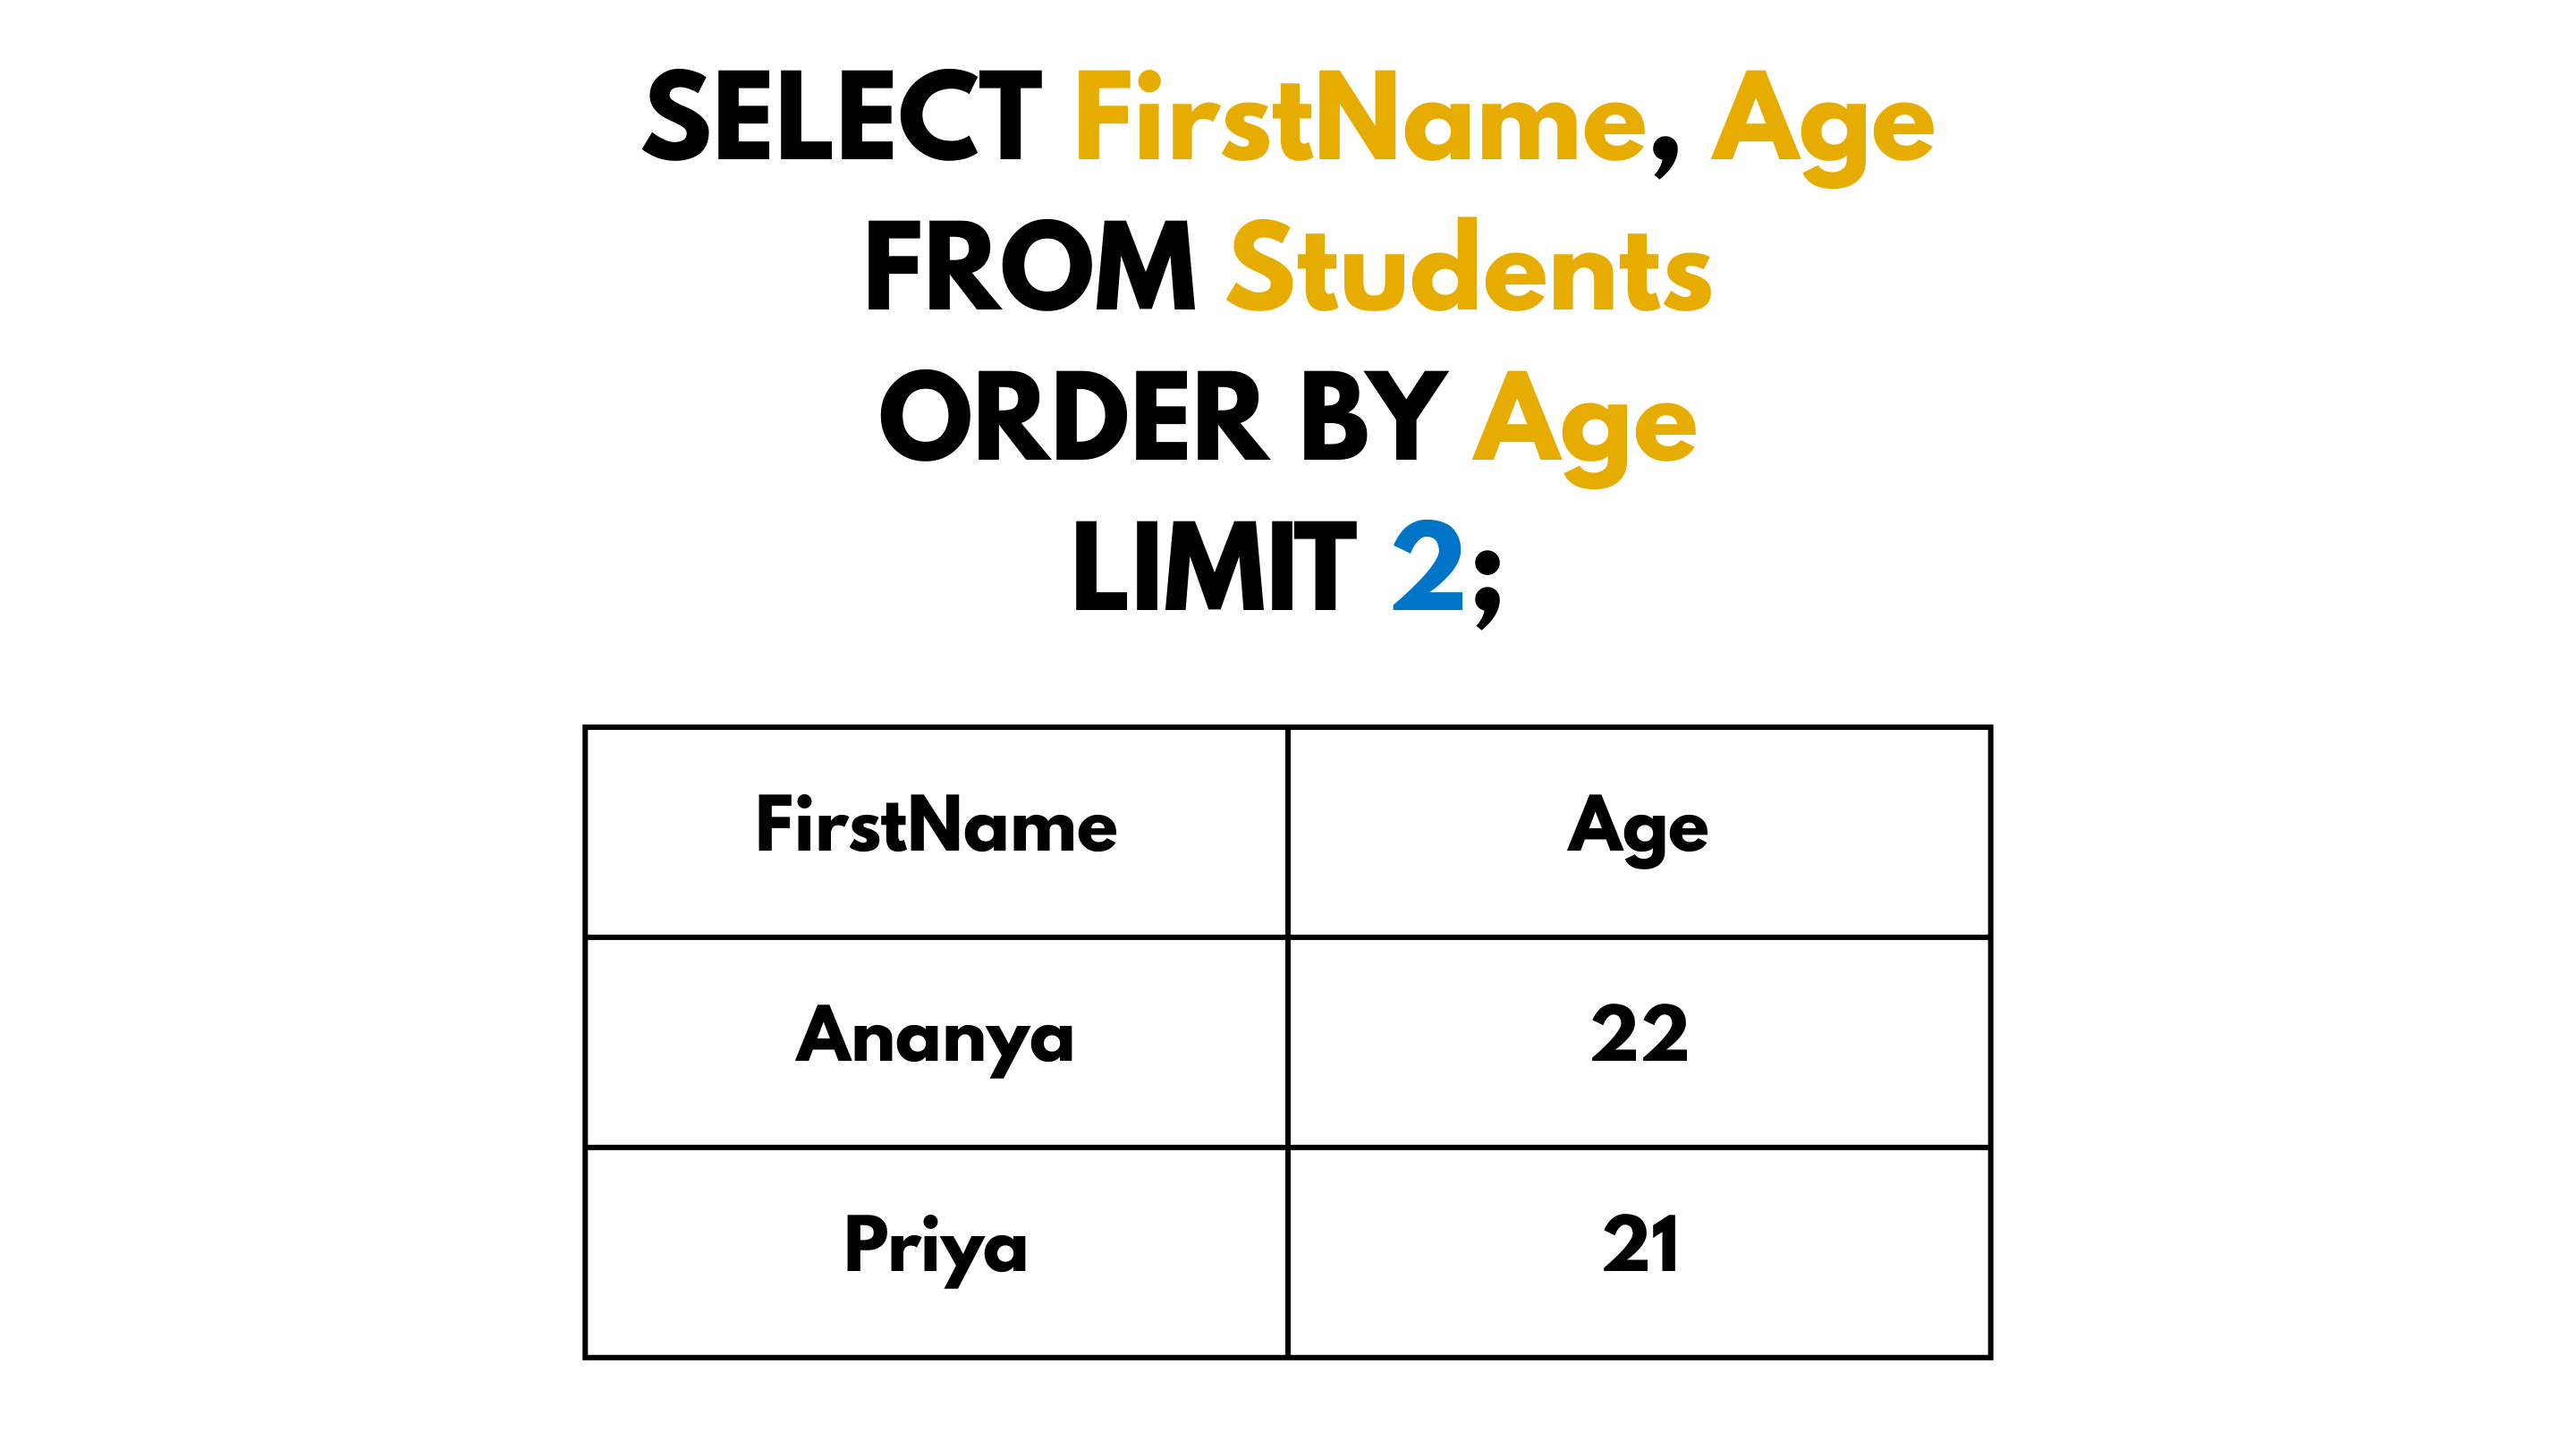 SELECT FirstName, Age
FROM Students
ORDER BY Age
LIMIT 2;
FirstName Age
Ananya 22
Priya 21